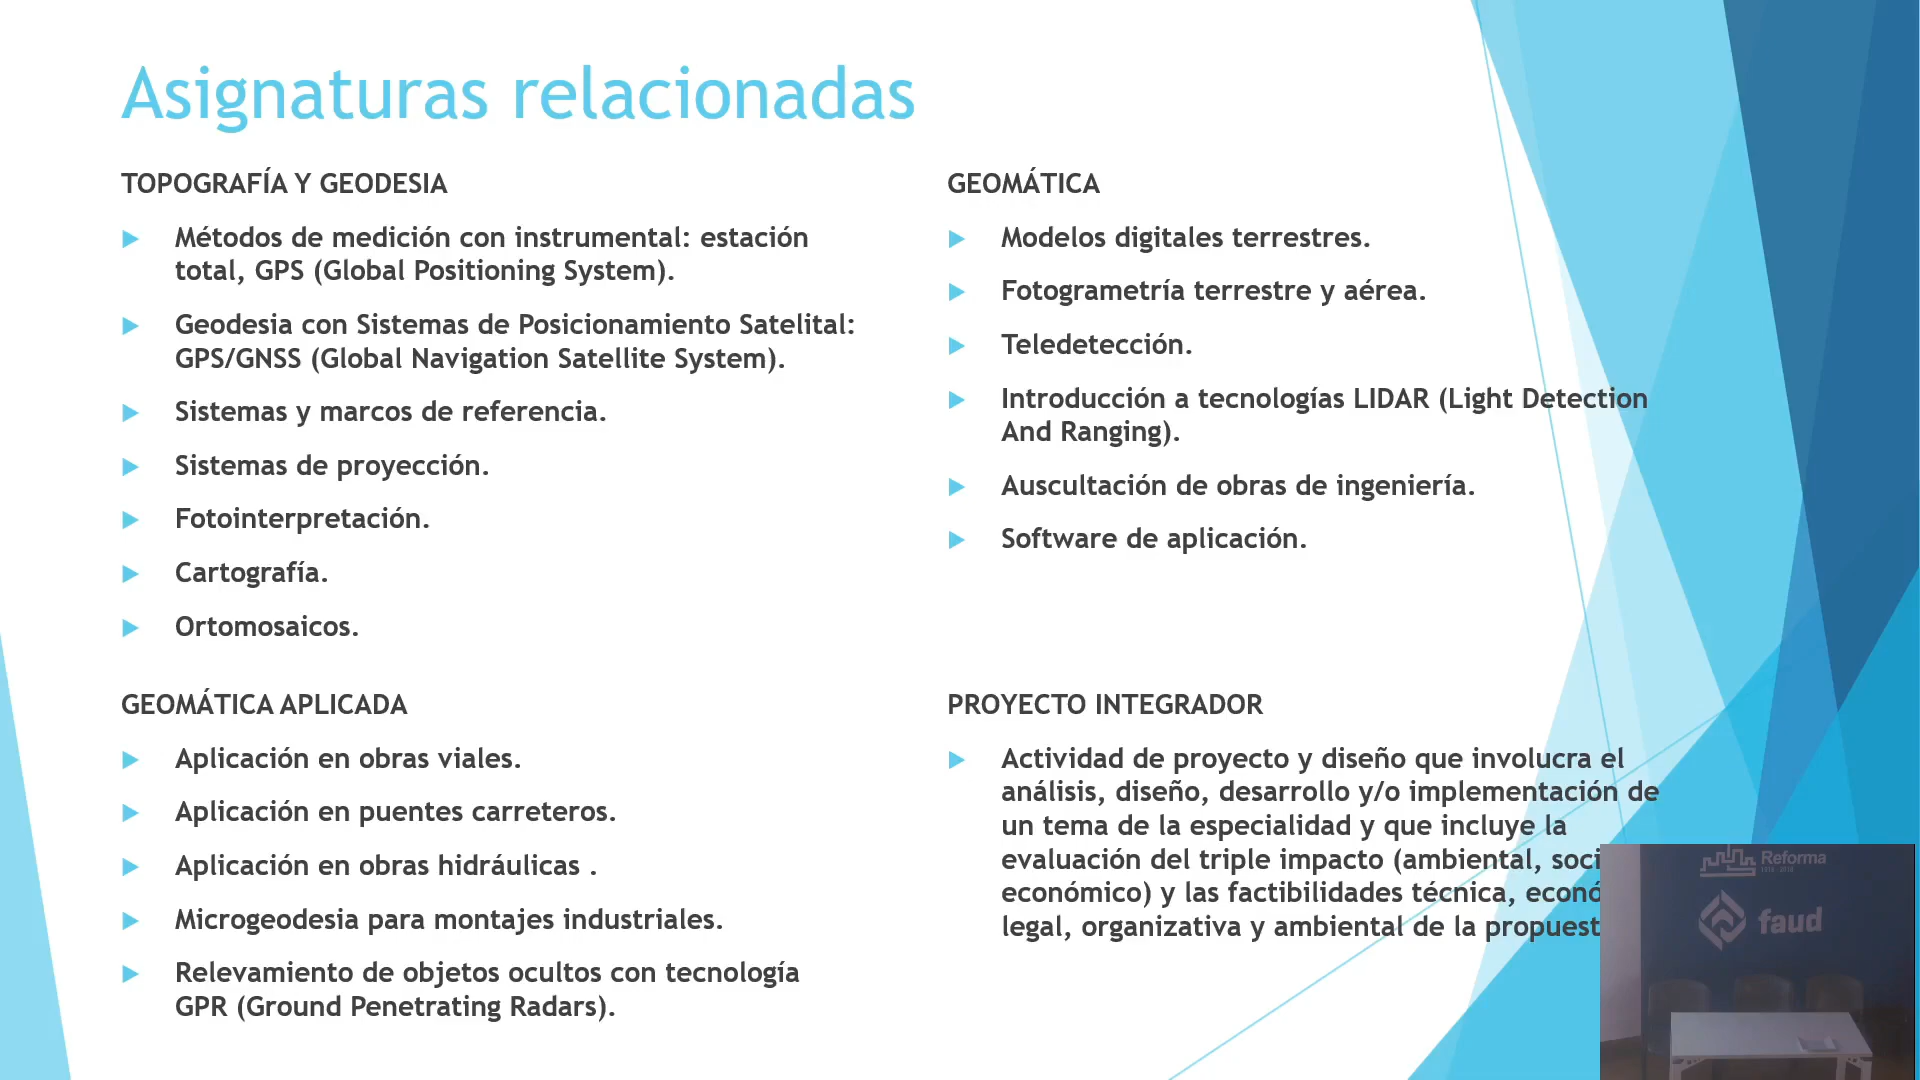 Asignaturas relacionadas
TOPOGRAFÍA Y GEODESIA
Métodos de medición con instrumental: estación
total, GPS (Global Positioning System).
Geodesia con Sistemas de Posicionamiento Satelital:
GPS/GNSS (Global Navigation Satellite System).
Sistemas y marcos de referencia.
Sistemas de proyección.
Fotointerpretación.
Cartografía.
Ortomosaicos.
GEOMÁTICA
Modelos digitales terrestres.
Fotogrametría terrestre y aérea.
Teledetección.
Introducción a tecnologías LIDAR (Light Detection
And Ranging).
Auscultación de obras de ingeniería.
Software de aplicación.
GEOMÁTICA APLICADA
Aplicación en obras viales.
Aplicación en puentes carreteros.
Aplicación en obras hidráulicas .
Microgeodesia para montajes industriales.
Relevamiento de objetos ocultos con tecnología
GPR (Ground Penetrating Radars).
PROYECTO INTEGRADOR
Actividad de proyecto y diseño que involucra el
análisis, diseño, desarrollo y/o implementación de
un tema de la especialidad y que incluye la
evaluación del triple impacto (ambiental,
económico) y las factibilidades técnica,
legal, organizativa y ambiental de la
Reforma
faud